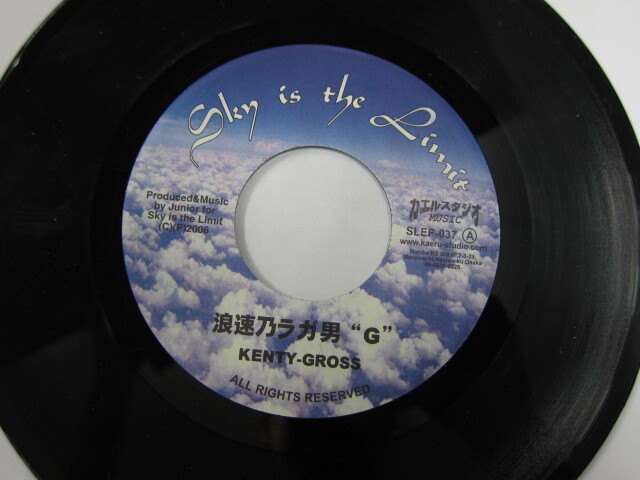 Sky is the Limit
Produced&Music
by Junior for
Sky is the Limit
(C)(P)2006
カエルスタジオ
MUSIC
SLEP-037 Ⓐ
www.kaeru-studio.com
浪速乃ラガ男 “G”
KENTY-GROSS
ALL RIGHTS RESERVED